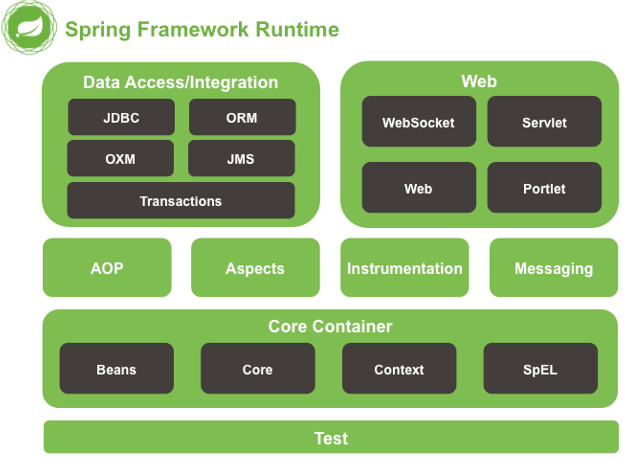 Spring Framework Runtime
Data Access/Integration
JDBC
ORM
OXM
JMS
Transactions
Web
WebSocket
Servlet
Web
Portlet
AOP
Aspects
Instrumentation
Messaging
Core Container
Beans
Core
Context
SpEL
Test